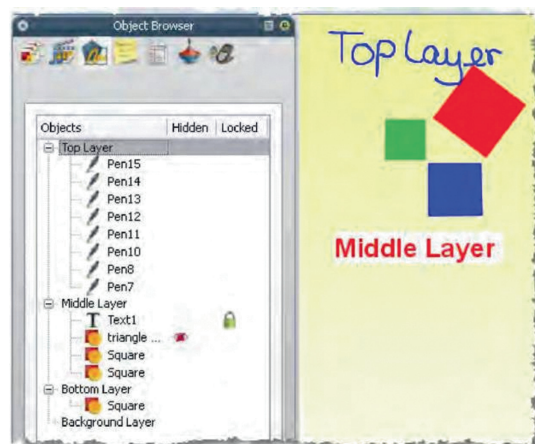 Object Browser
Objects Hidden Locked
Top Layer
Pen15
Pen14
Pen13
Pen12
Pen11
Pen10
Pen8
Pen7
Middle Layer
Text1
triangle ...
Square
Square
Bottom Layer
Square
Background Layer
Top Layer
Middle Layer